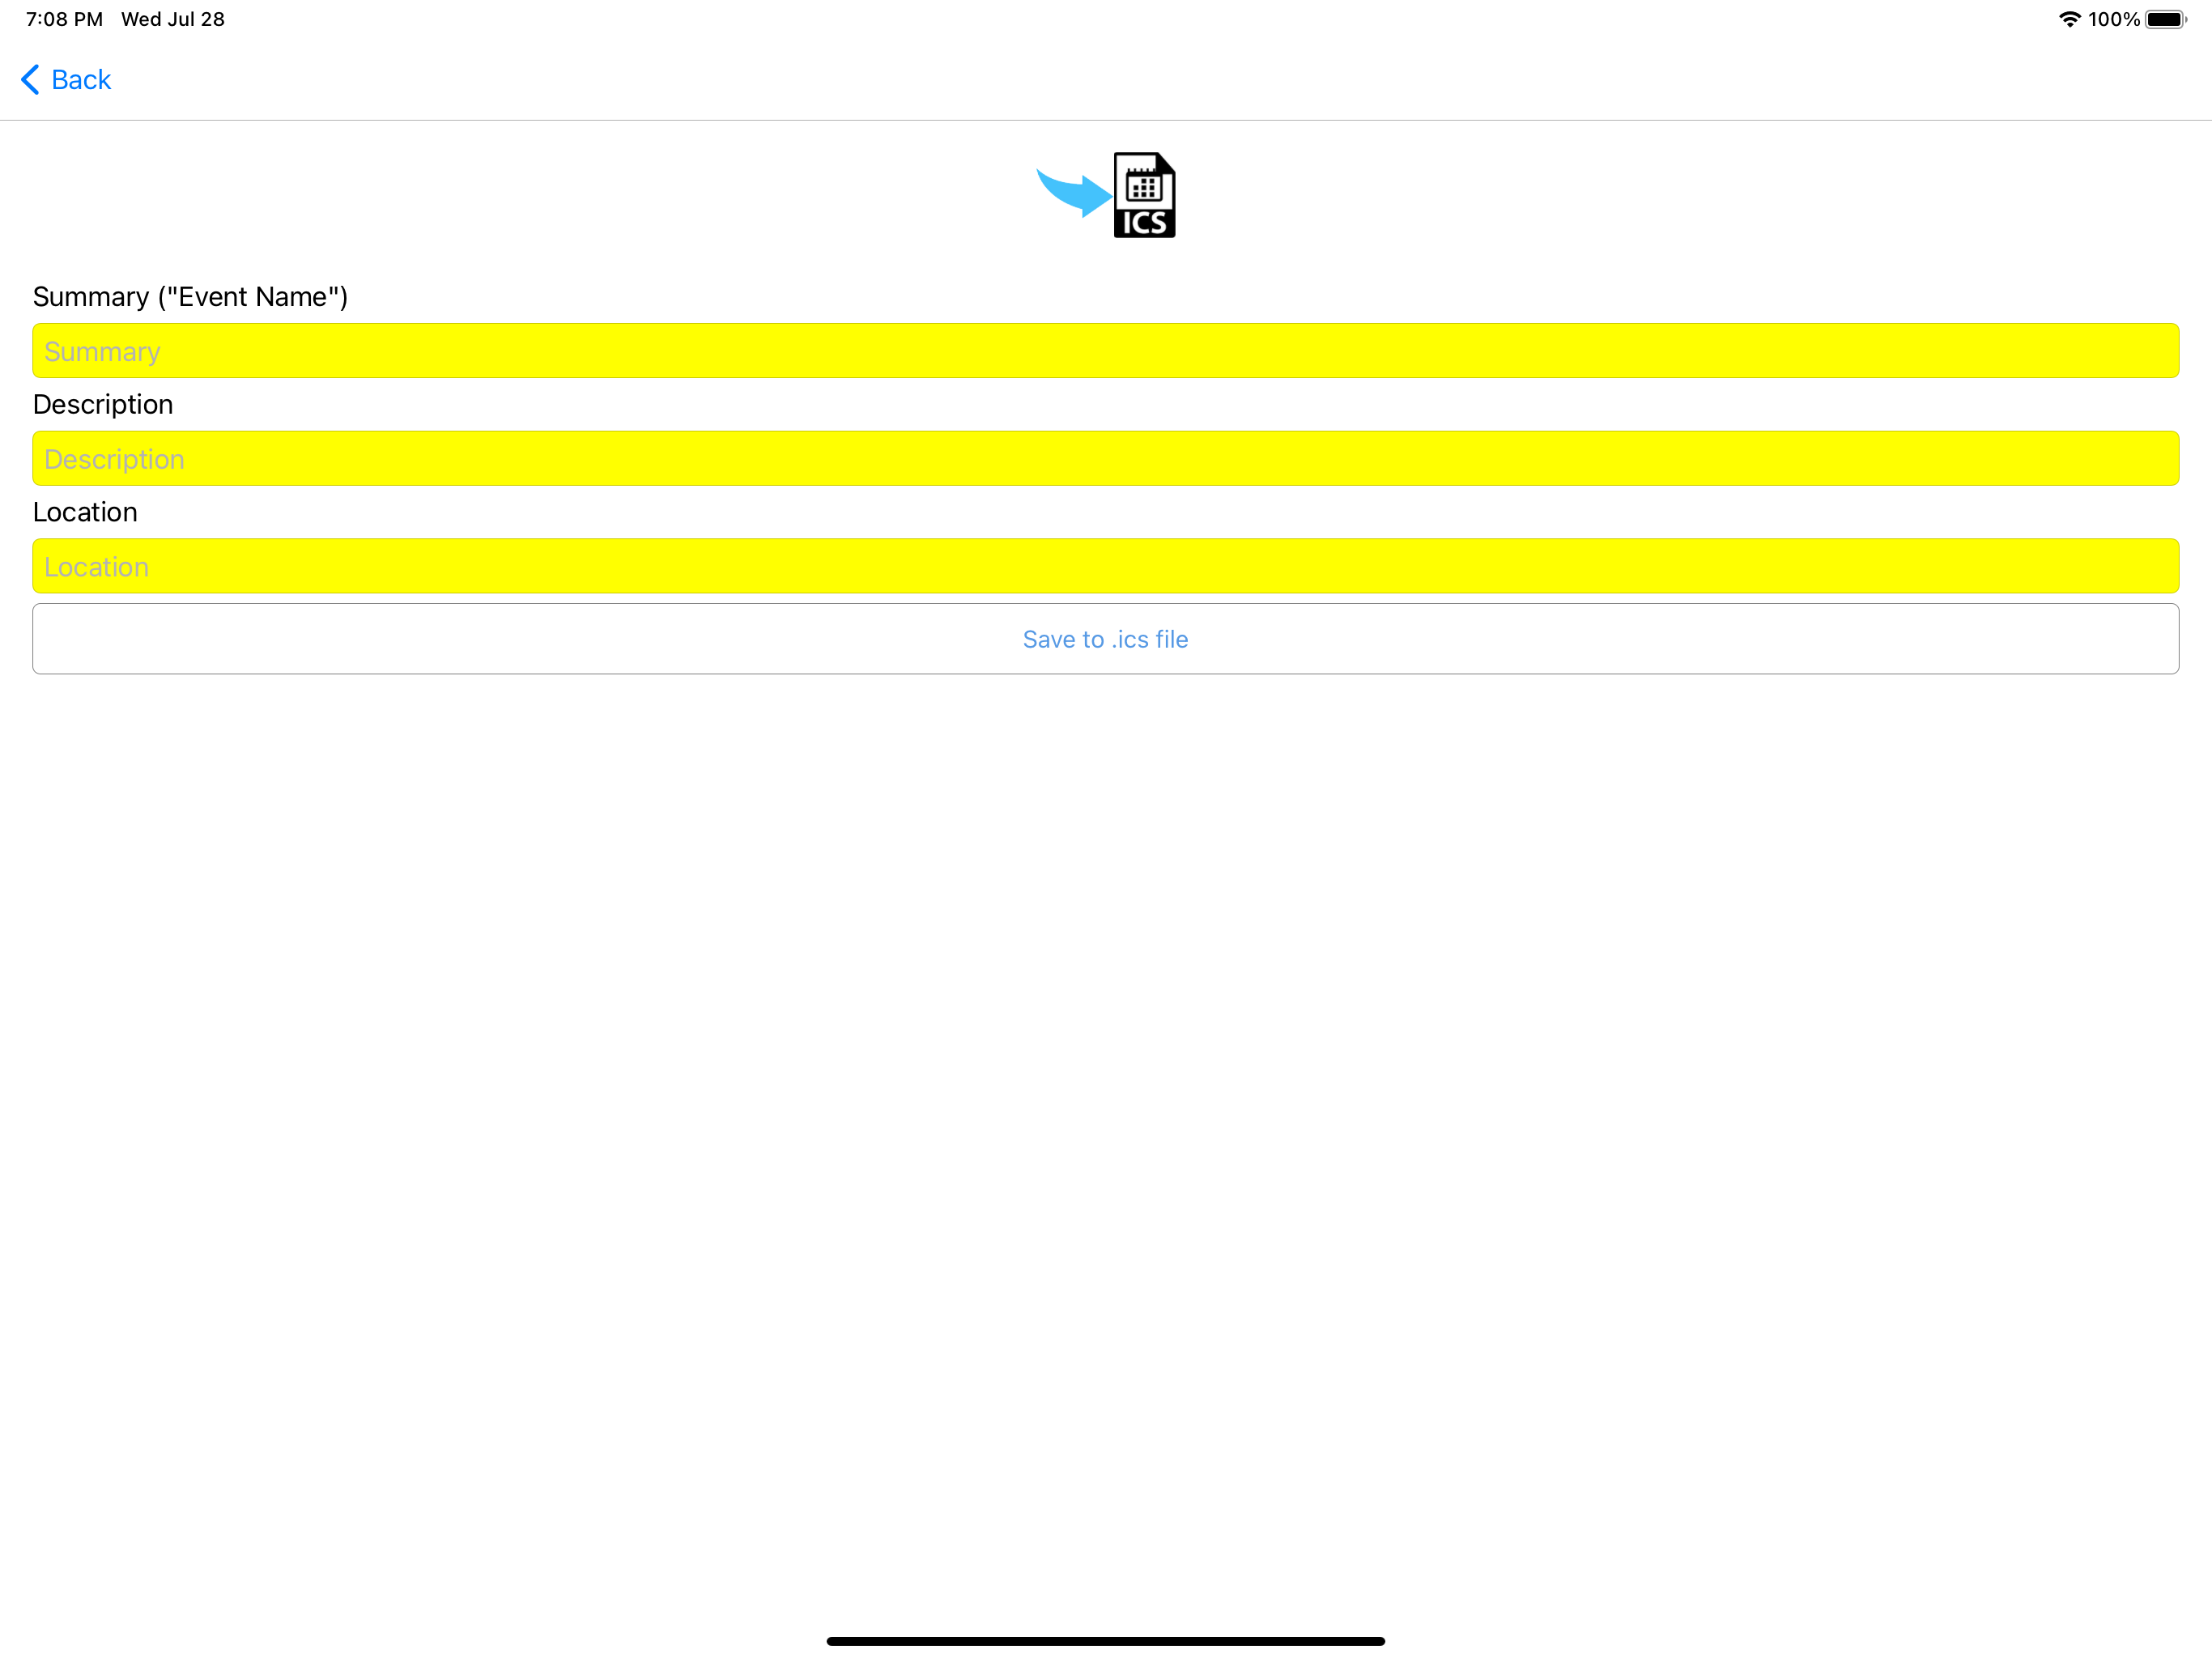 7:08 PM Wed Jul 28 100%
Back
ICS
Summary ("Event Name")
Summary
Description
Description
Location
Location
Save to .ics file